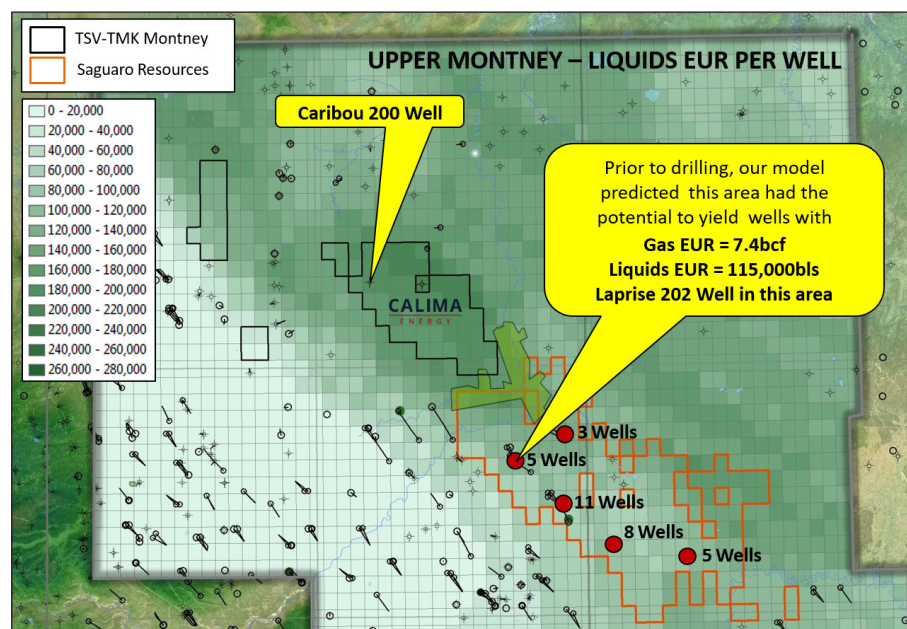 TSV-TMK Montney
Saguaro Resources
UPPER MONTNEY – LIQUIDS EUR PER WELL
0 - 20,000
20,000 - 40,000
40,000 - 60,000
60,000 - 80,000
80,000 - 100,000
100,000 - 120,000
120,000 - 140,000
140,000 - 160,000
160,000 - 180,000
180,000 - 200,000
200,000 - 220,000
220,000 - 240,000
240,000 - 260,000
260,000 - 280,000
Caribou 200 Well
Prior to drilling, our model
predicted this area had the
potential to yield wells with
Gas EUR = 7.4bcf
Liquids EUR = 115,000bls
Laprise 202 Well in this area
CALIMA
ENERGY
3 Wells
5 Wells
11 Wells
8 Wells
5 Wells